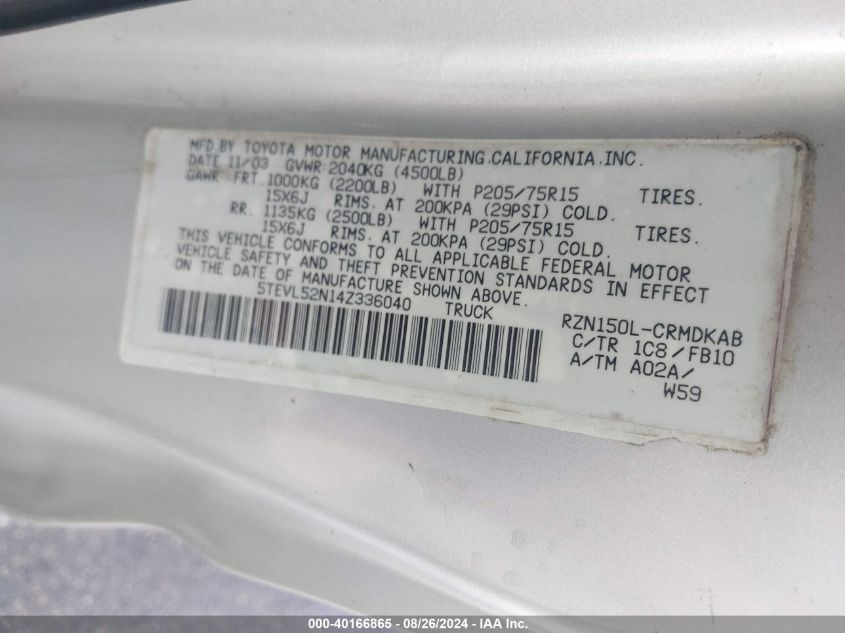 MFD.BY TOYOTA MOTOR MANUFACTURING.CALIFORNIA.INC.
DATE 11/03 GVWR:2040KG (4500LB)
GAWR FRT.1000KG (2200LB) WITH P205/75R15 TIRES.
15X6J RIMS. AT 200KPA (29PSI) COLD.
RR. 1135KG (2500LB) WITH P205/75R15 TIRES.
15X6J RIMS. AT 200KPA (29PSI) COLD.
THIS VEHICLE CONFORMS TO ALL APPLICABLE FEDERAL MOTOR
VEHICLE SAFETY AND THEFT PREVENTION STANDARDS IN EFFECT
ON THE DATE OF MANUFACTURE SHOWN ABOVE.
5TEVL52N14Z336040 TRUCK
RZN150L-CRMDKAB
C/TR 1C8/FB10
A/TM A02A/
W59
000-40166865 - 08/26/2024 - IAA Inc.